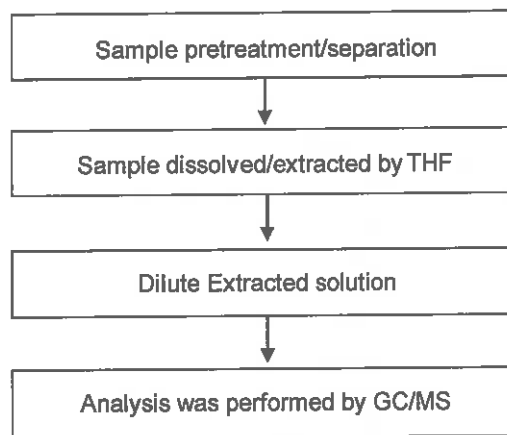 Sample pretreatment/separation
Sample dissolved/extracted by THF
Dilute Extracted solution
Analysis was performed by GC/MS